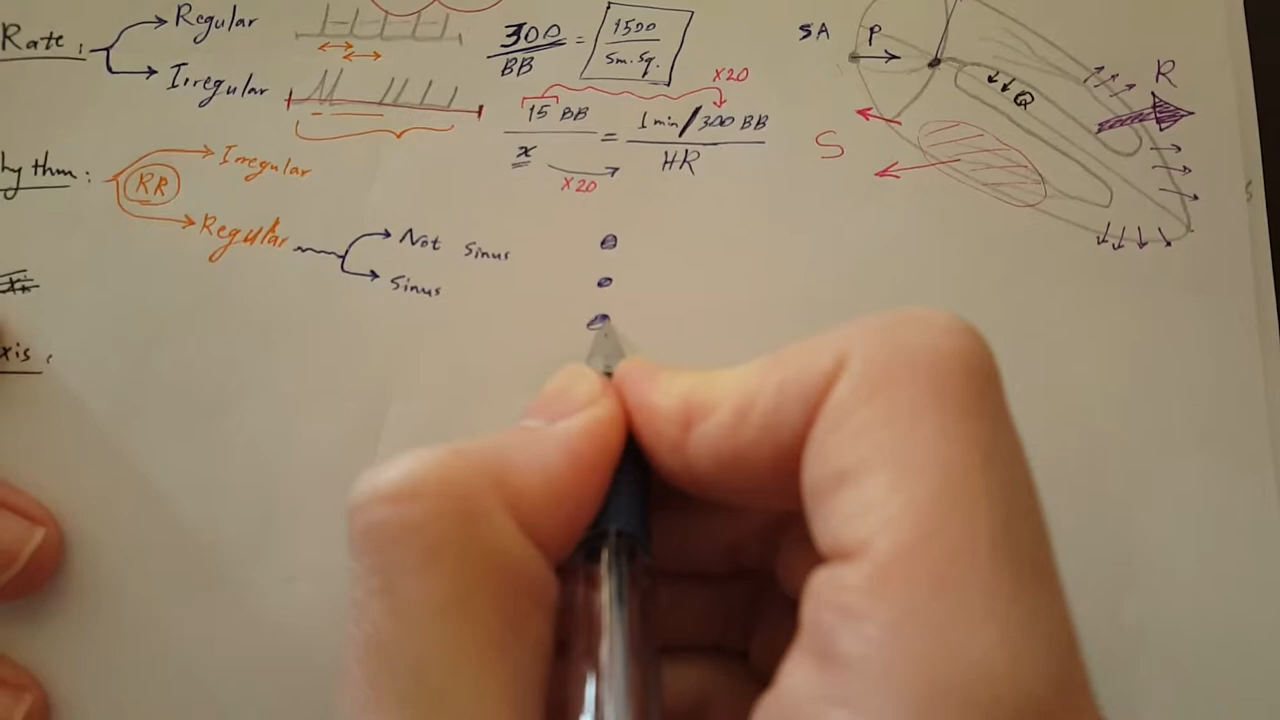 Rate:
Regular
Irregular
300 / BB = 1500 / Sm. Sq.
X20
15 BB / x = 1 min / 300 BB / HR
X20
hythm:
RR
Irregular
Regular
Not Sinus
Sinus
xis:
SA
P
Q
R
S